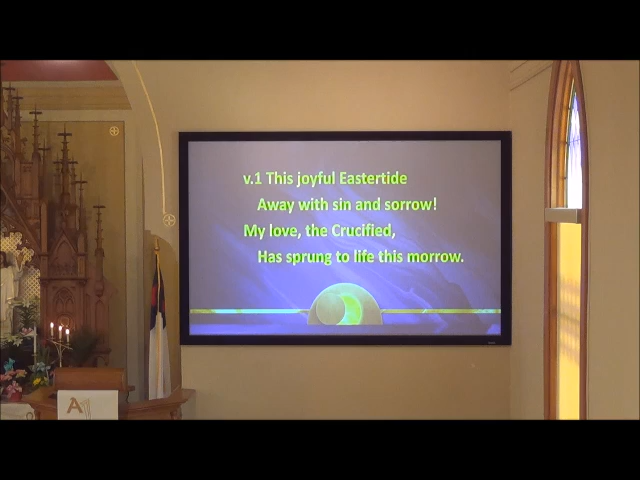 v.1 This joyful Eastertide
Away with sin and sorrow!
My love, the Crucified,
Has sprung to life this morrow.
A